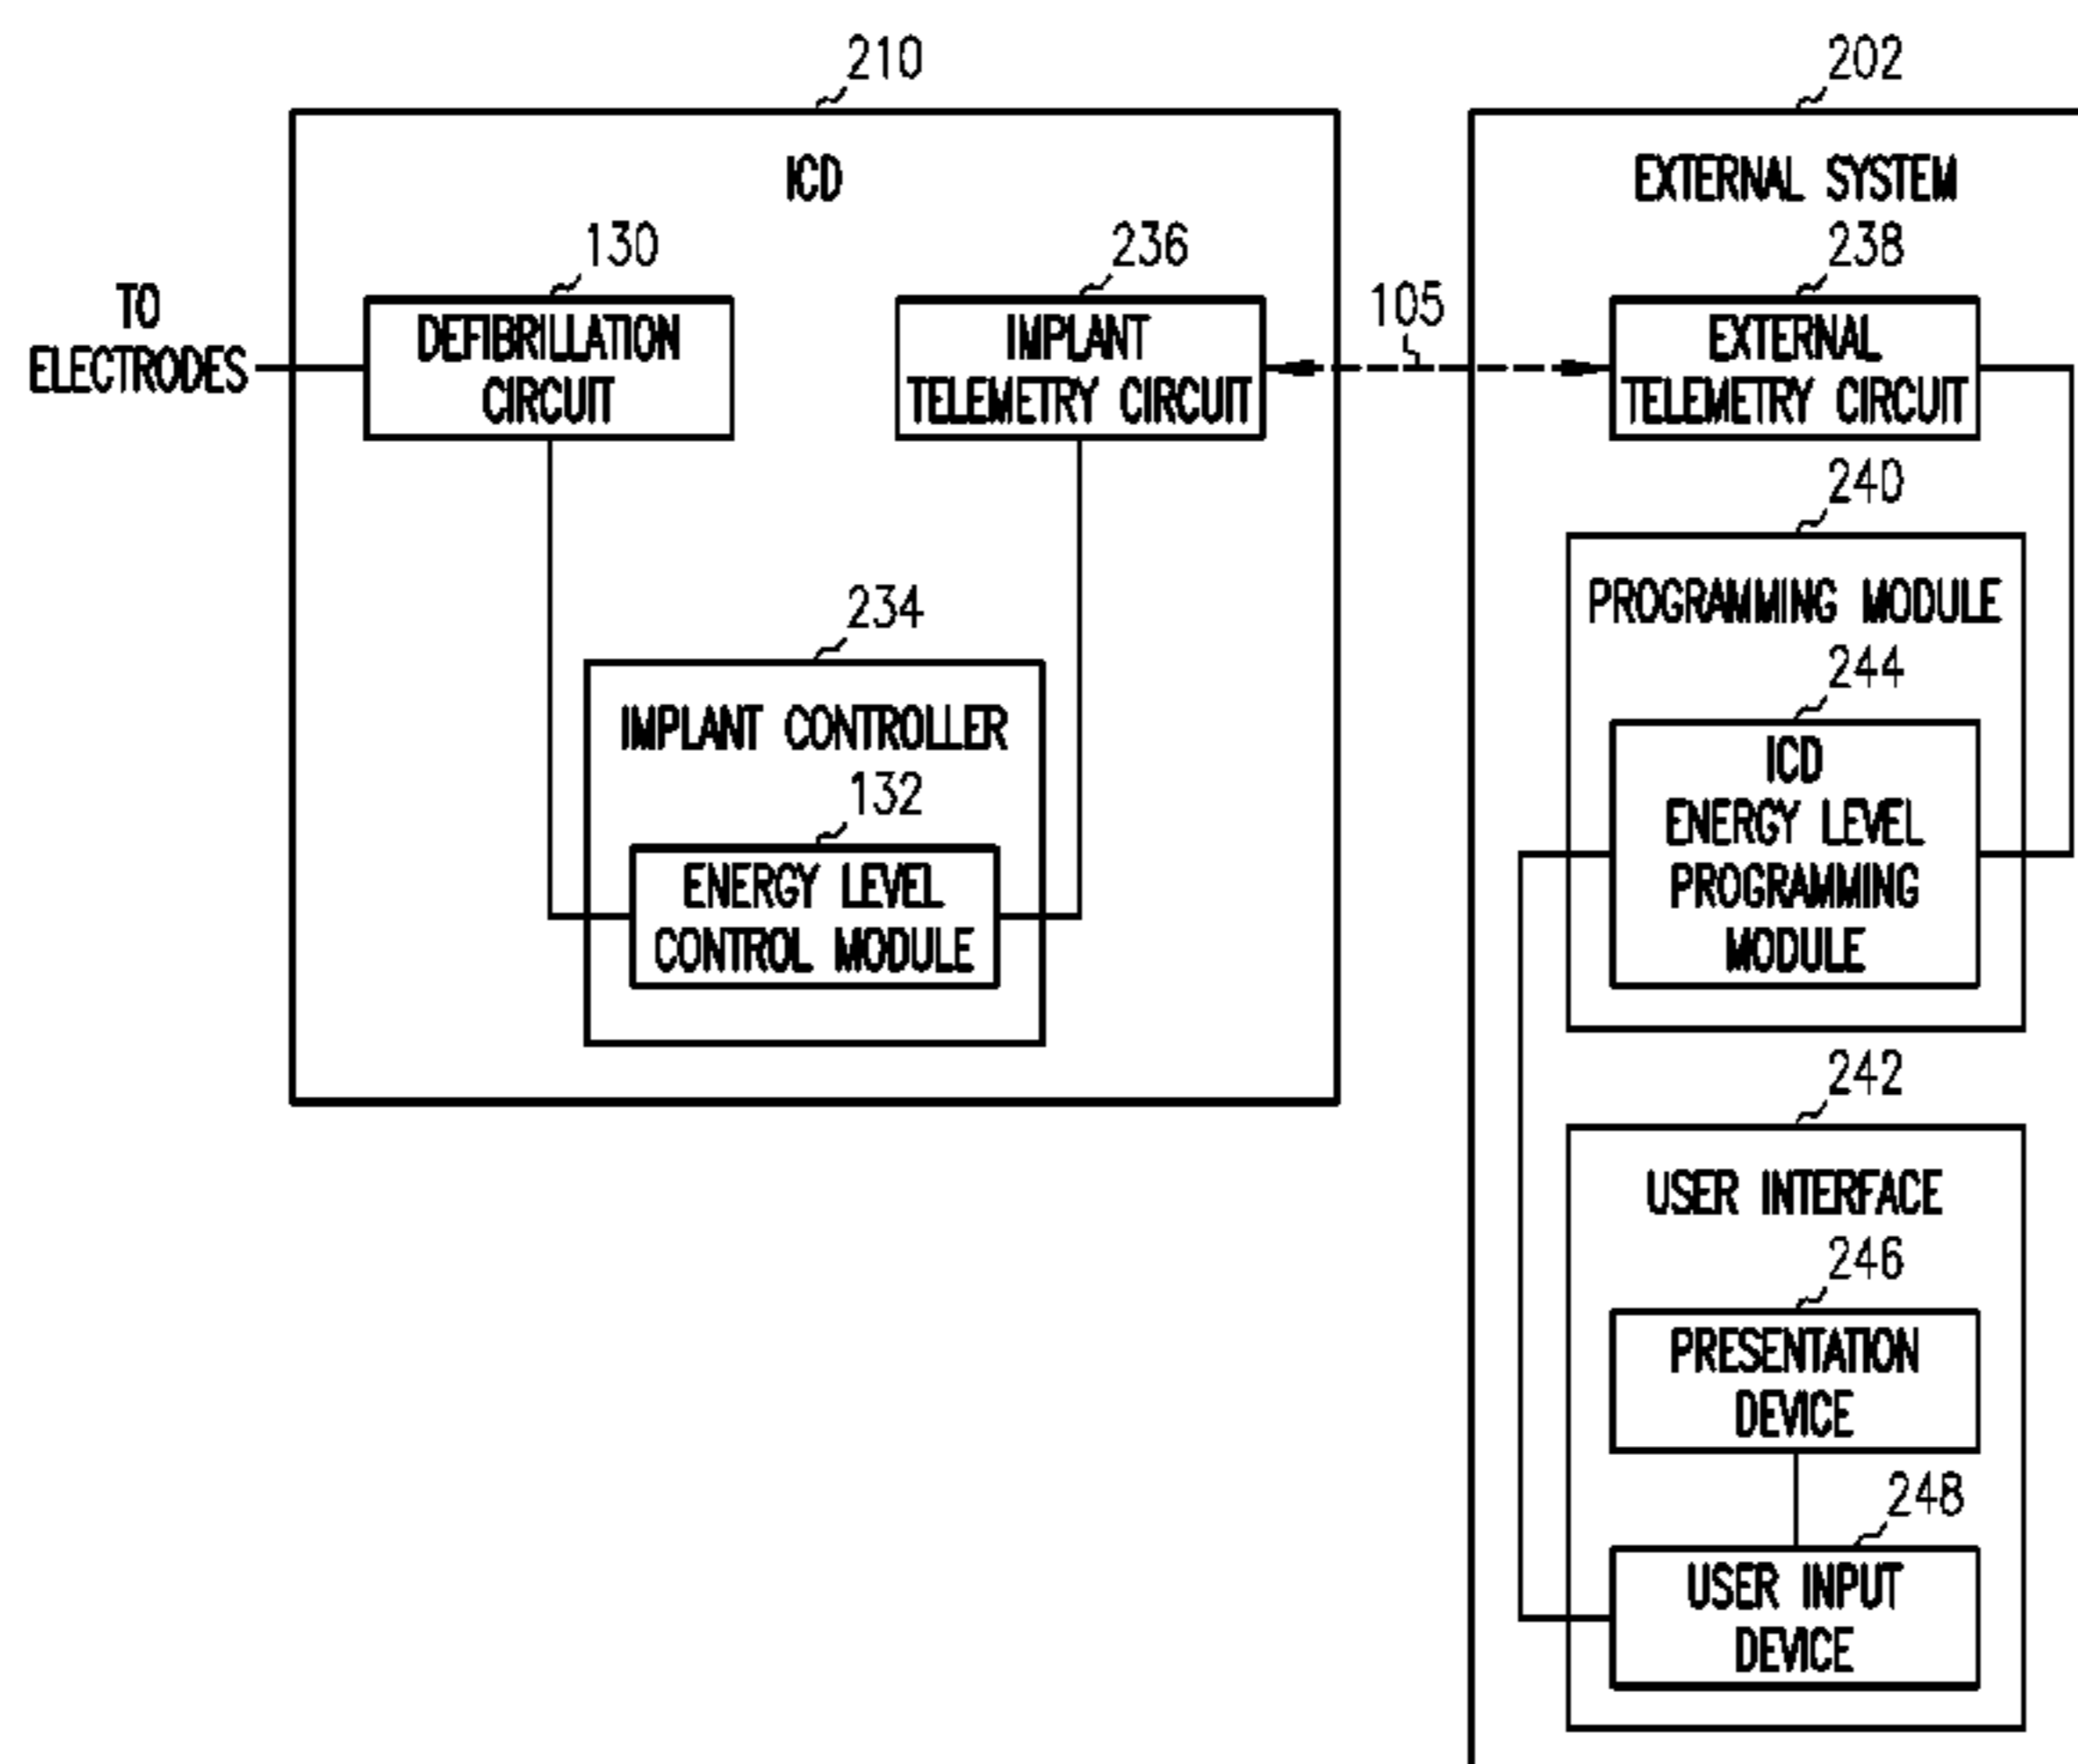 210
ICD
130
236
TO
ELECTRODES
DEFIBRILLATION
CIRCUIT
IMPLANT
TELEMETRY CIRCUIT
105
234
IMPLANT CONTROLLER
132
ENERGY LEVEL
CONTROL MODULE
202
EXTERNAL SYSTEM
238
EXTERNAL
TELEMETRY CIRCUIT
240
PROGRAMMING MODULE
244
ICD
ENERGY LEVEL
PROGRAMMING
MODULE
242
USER INTERFACE
246
PRESENTATION
DEVICE
248
USER INPUT
DEVICE